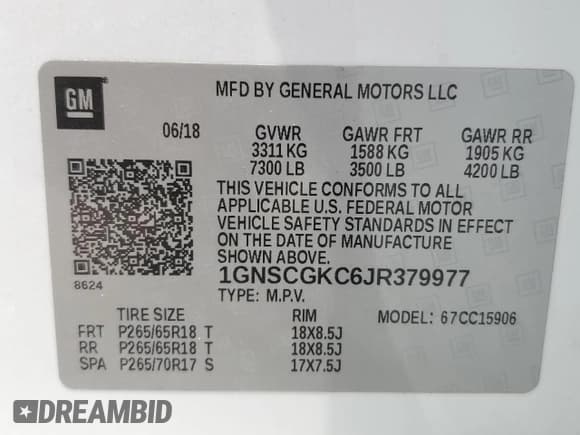 GM
MFD BY GENERAL MOTORS LLC
06/18 GVWR GAWR FRT GAWR RR
3311 KG 1588 KG 1905 KG
7300 LB 3500 LB 4200 LB
THIS VEHICLE CONFORMS TO ALL
APPLICABLE U.S. FEDERAL MOTOR
VEHICLE SAFETY STANDARDS IN EFFECT
ON THE DATE OF MANUFACTURE
SHOWN ABOVE.
8624
1GNSCGKC6JR379977
TYPE: M.P.V.
TIRE SIZE RIM MODEL: 67CC15906
FRT P265/65R18 T 18X8.5J
RR P265/65R18 T 18X8.5J
SPA P265/70R17 S 17X7.5J
DREAMBID